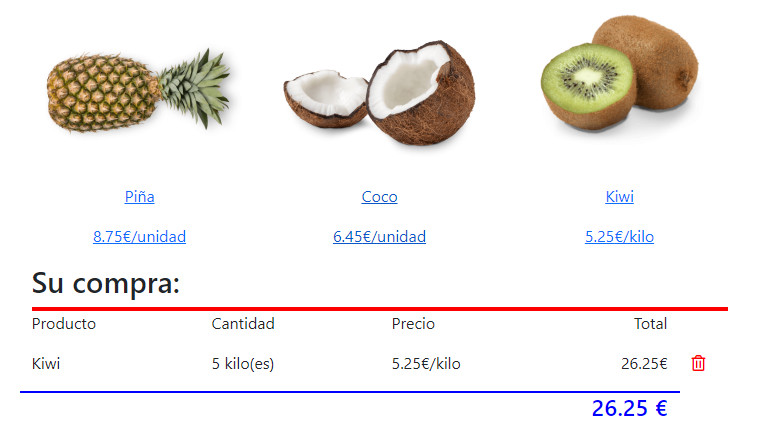 Piña Coco Kiwi
8.75€/unidad 6.45€/unidad 5.25€/kilo
Su compra:
Producto Cantidad Precio Total
Kiwi 5 kilo(es) 5.25€/kilo 26.25€
26.25 €